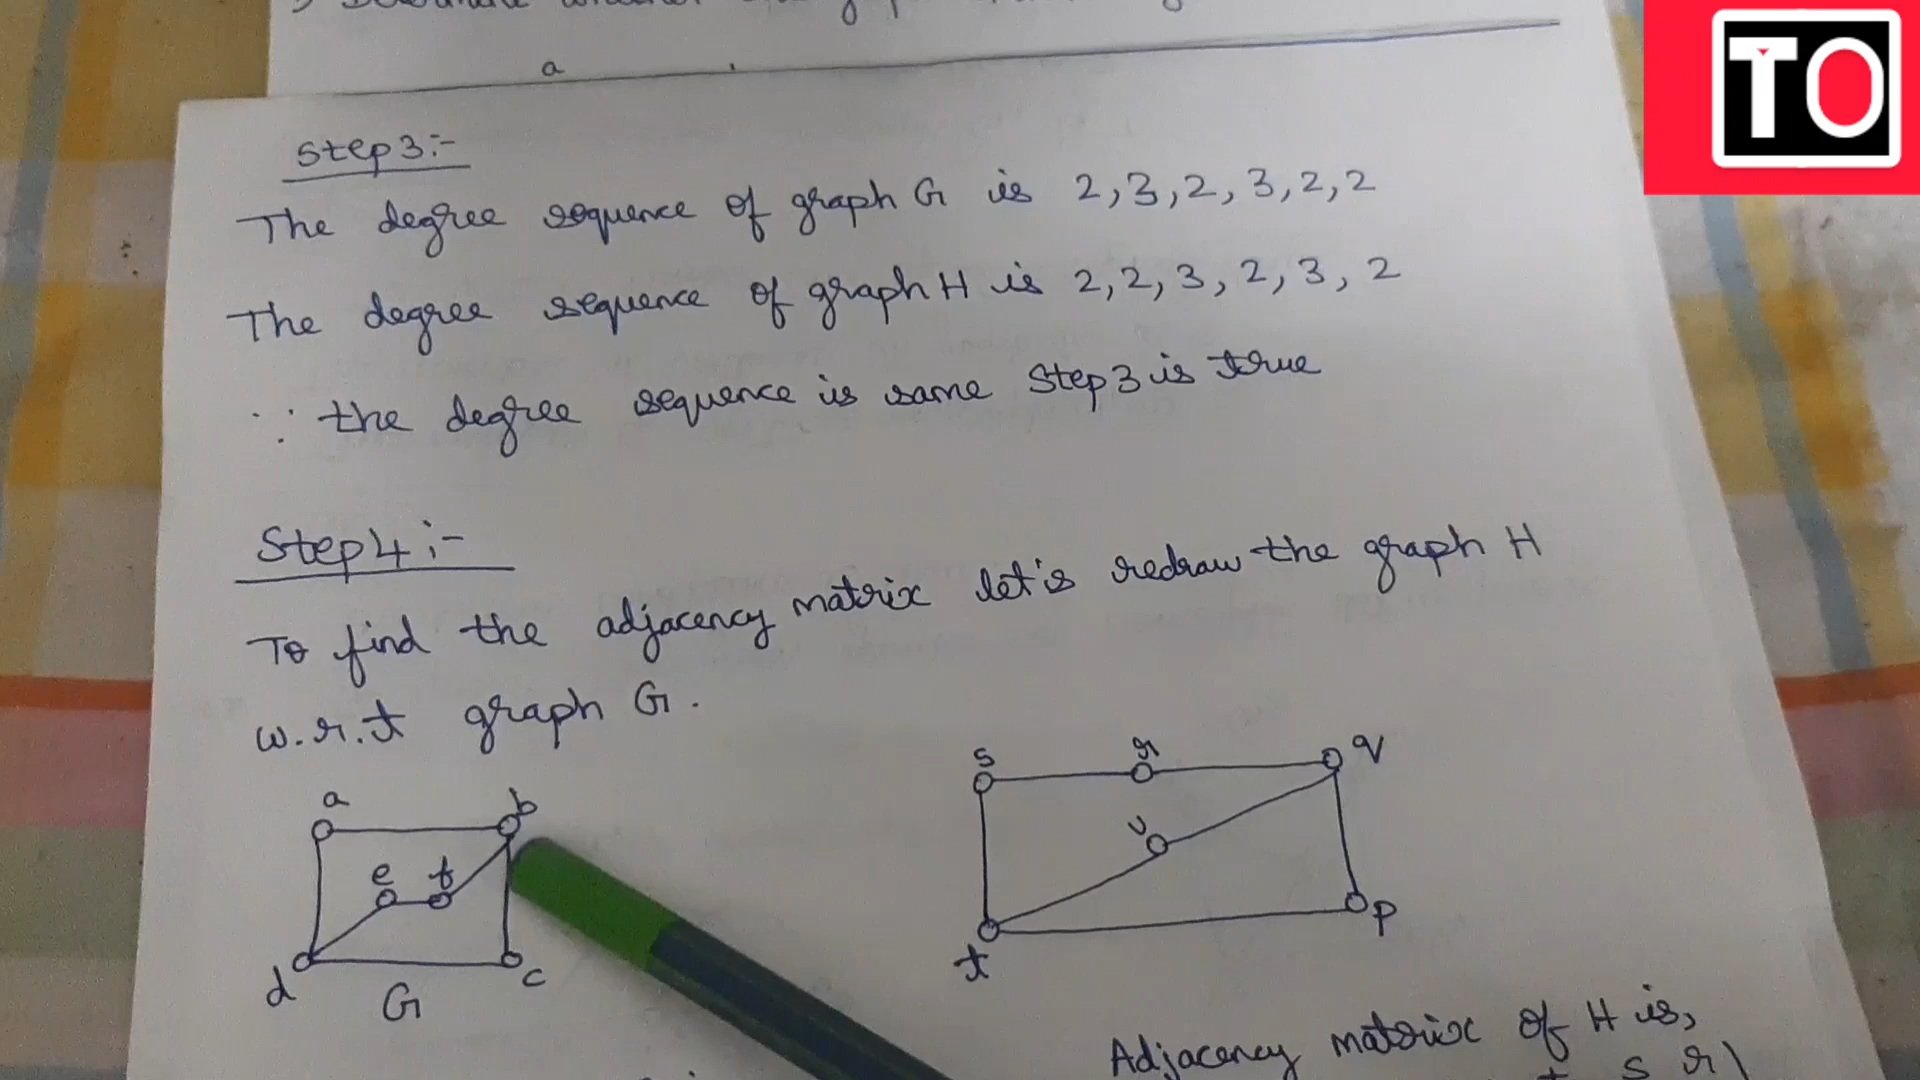 a
TO
Step 3:-
The degree sequence of graph G is 2,3,2,3,2,2
The degree sequence of graph H is 2,2,3,2,3,2
∵ the degree sequence is same Step 3 is true
Step 4:-
To find the adjacency matrix let's redraw the graph H
w.r.t graph G.
a b
e f
d c
G
s r q
u
t p
Adjacency matrix of H is,
s r